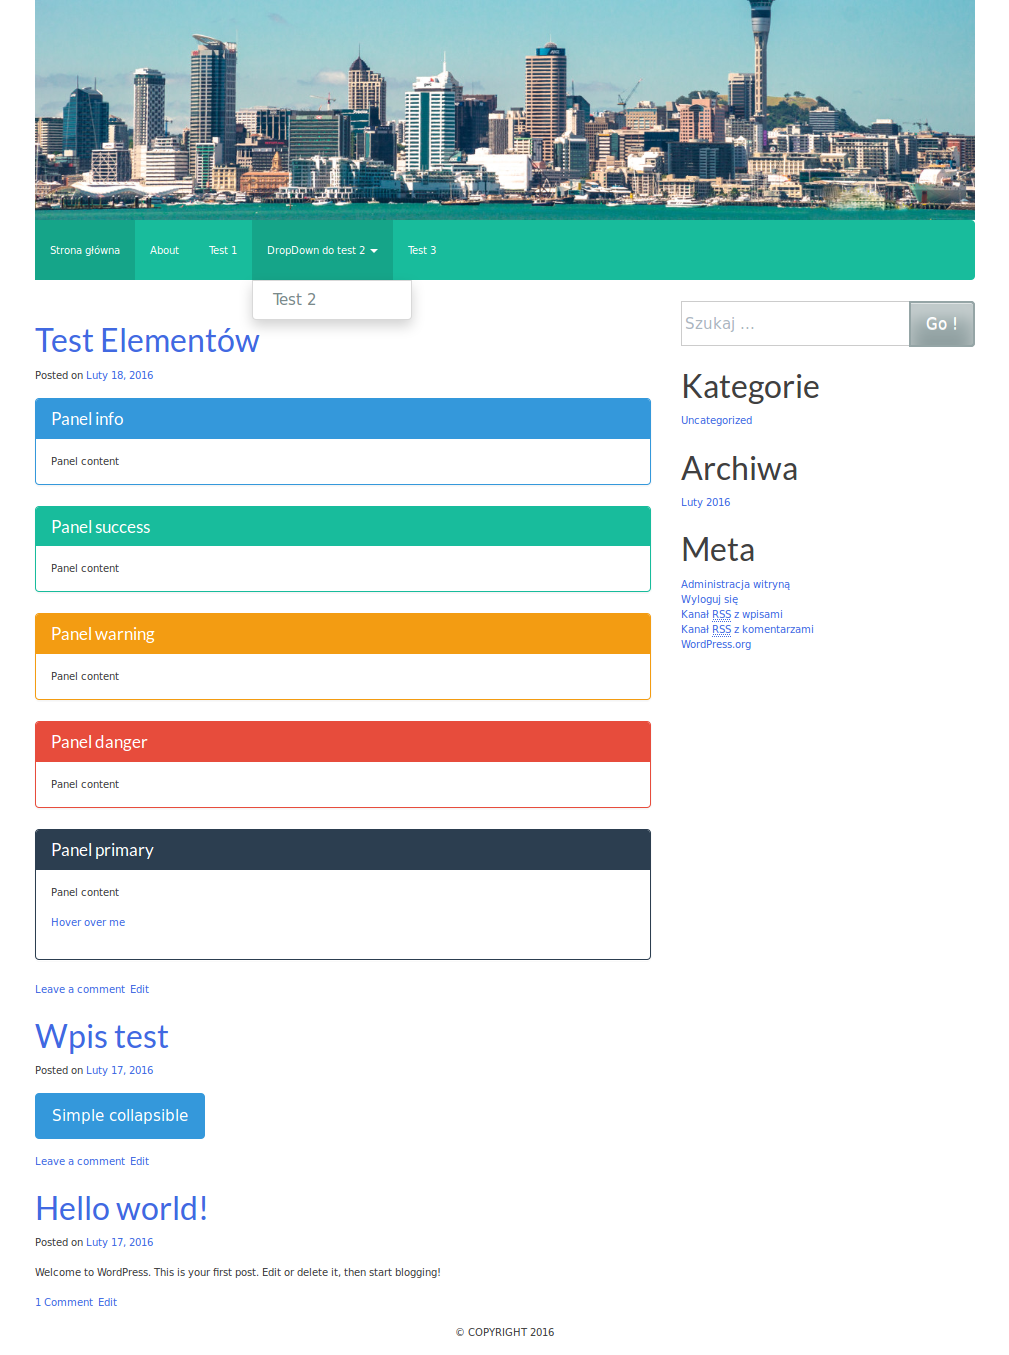 Strona główna About Test 1 DropDown do test 2 Test 3
Test 2
Test Elementów
Posted on Luty 18, 2016
Panel info
Panel content
Panel success
Panel content
Panel warning
Panel content
Panel danger
Panel content
Panel primary
Panel content
Hover over me
Leave a comment Edit
Wpis test
Posted on Luty 17, 2016
Simple collapsible
Leave a comment Edit
Hello world!
Posted on Luty 17, 2016
Welcome to WordPress. This is your first post. Edit or delete it, then start blogging!
1 Comment Edit
Szukaj ... Go !
Kategorie
Uncategorized
Archiwa
Luty 2016
Meta
Administracja witryną
Wyloguj się
Kanał RSS z wpisami
Kanał RSS z komentarzami
WordPress.org
© COPYRIGHT 2016